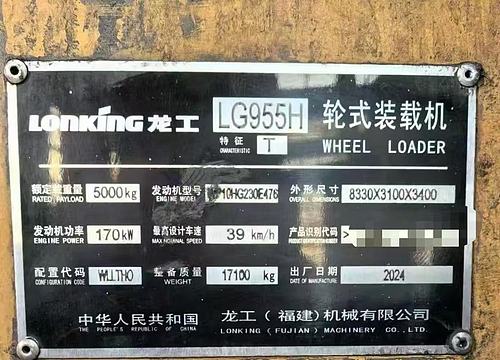 LONKING 龙工 LG955H 轮式装载机
特征 T
CHARACTERISTIC
WHEEL LOADER
额定载重量 5000kg 发动机型号 10HG230E476 外形尺寸 8330X3100X3400
RATED PAYLOAD ENGINE MODEL OVERALL DIMENSIONS
发动机功率 170kW 最高设计车速 39 km/h 产品识别代码
ENGINE POWER MAX NORMAL SPEED PRODUCT IDENTIFICATION NUMBER
配置代码 整备质量 17100 kg 出厂日期 2024
CONFIGURATION CODE WEIGHT DATE OF MANUFACTURE
中华人民共和国 龙工(福建)机械有限公司
THE PEOPLE'S REPUBLIC OF CHINA LONKING (FUJIAN) MACHINERY CO.,LTD.